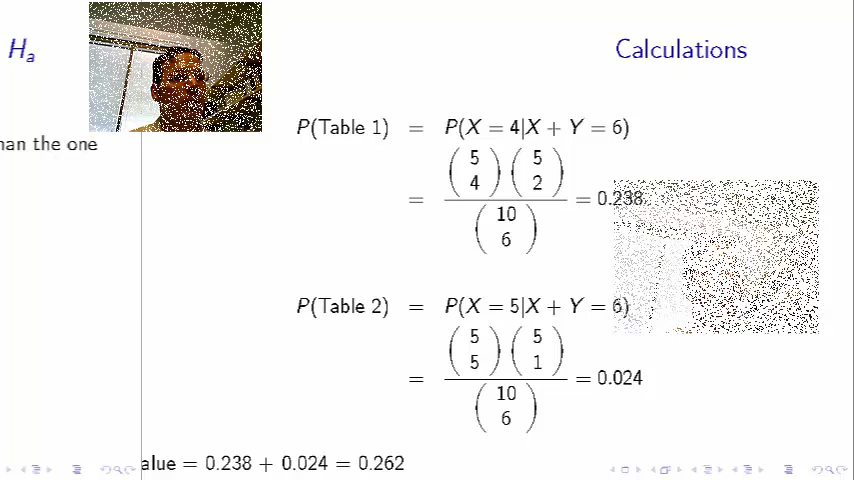 Hₐ
Calculations
han the one
P(Table 1) = P(X = 4|X + Y = 6)
= (5 4) (5 2) / (10 6) = 0.238
P(Table 2) = P(X = 5|X + Y = 6)
= (5 5) (5 1) / (10 6) = 0.024
alue = 0.238 + 0.024 = 0.262